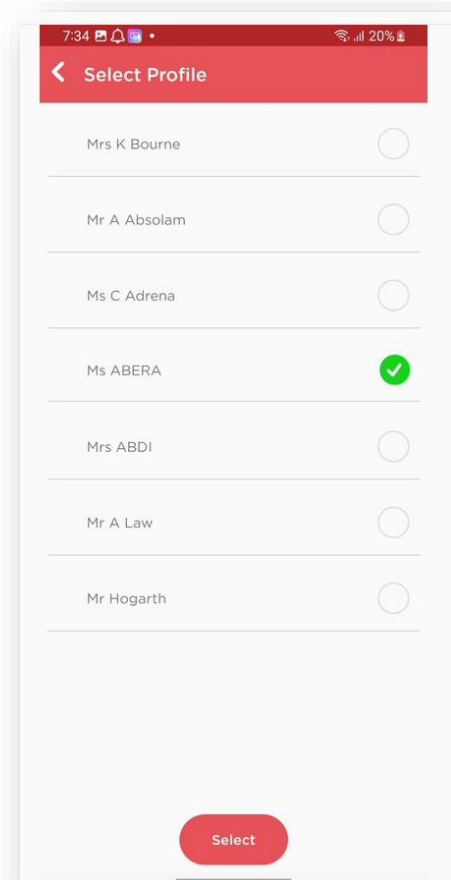 7:34 20%
Select Profile
Mrs K Bourne
Mr A Absolam
Ms C Adrena
Ms ABERA
Mrs ABDI
Mr A Law
Mr Hogarth
Select